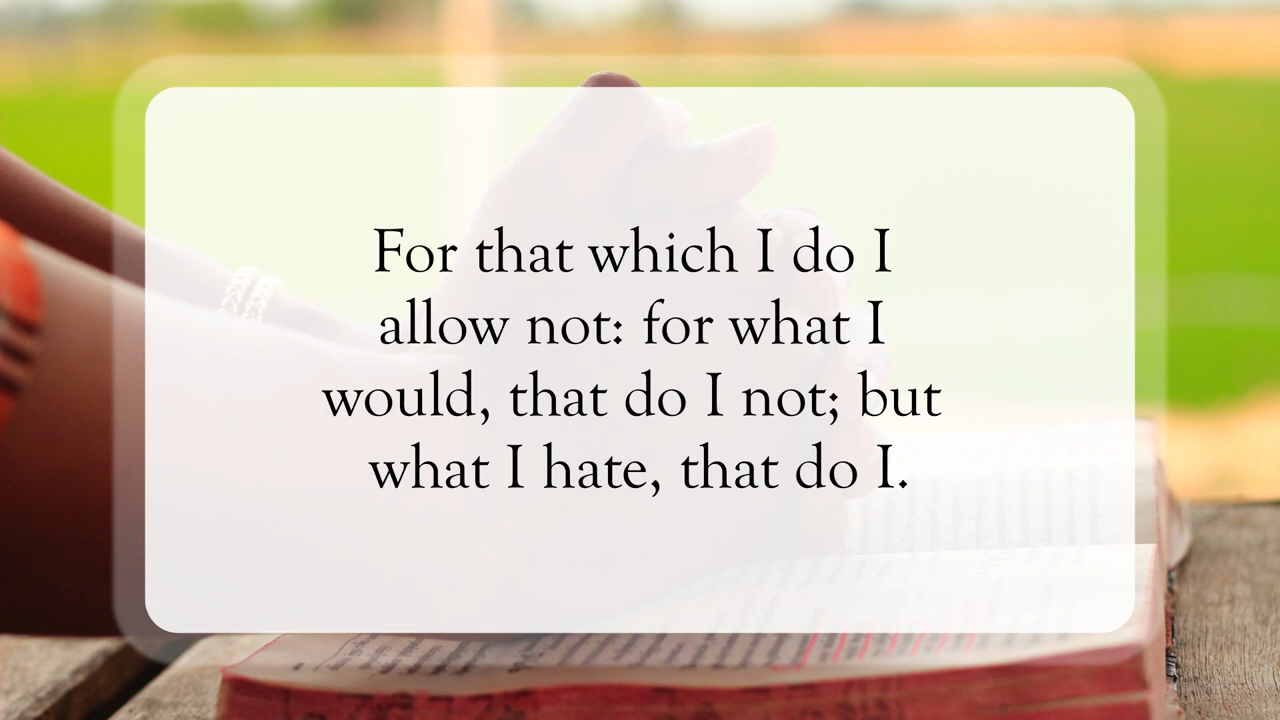 For that which I do I
allow not: for what I
would, that do I not; but
what I hate, that do I.